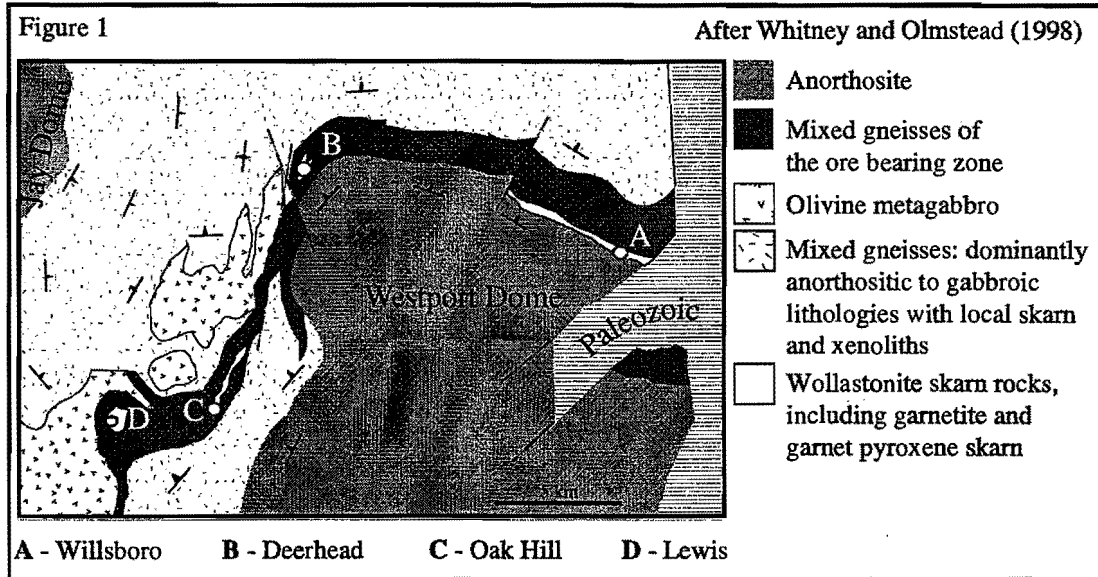 Figure 1
After Whitney and Olmstead (1998)
Jay Dome
B
A
Westport Dome
Paleozoic
D
C
km
Anorthosite
Mixed gneisses of
the ore bearing zone
Olivine metagabbro
Mixed gneisses: dominantly
anorthositic to gabbroic
lithologies with local skarn
and xenoliths
Wollastonite skarn rocks,
including garnetite and
garnet pyroxene skarn
A - Willsboro B - Deerhead C - Oak Hill D - Lewis